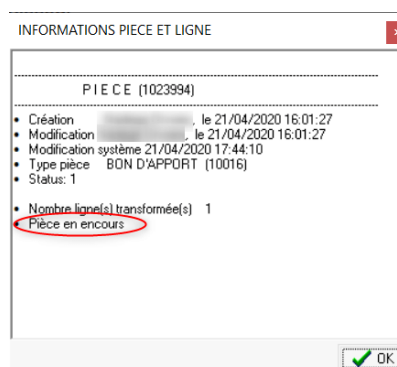 INFORMATIONS PIECE ET LIGNE
P I E C E (1023994)
• Création , le 21/04/2020 16:01:27
• Modification , le 21/04/2020 16:01:27
• Modification système 21/04/2020 17:44:10
• Type pièce BON D'APPORT (10016)
• Status: 1
• Nombre ligne(s) transformée(s) 1
• Pièce en encours
OK